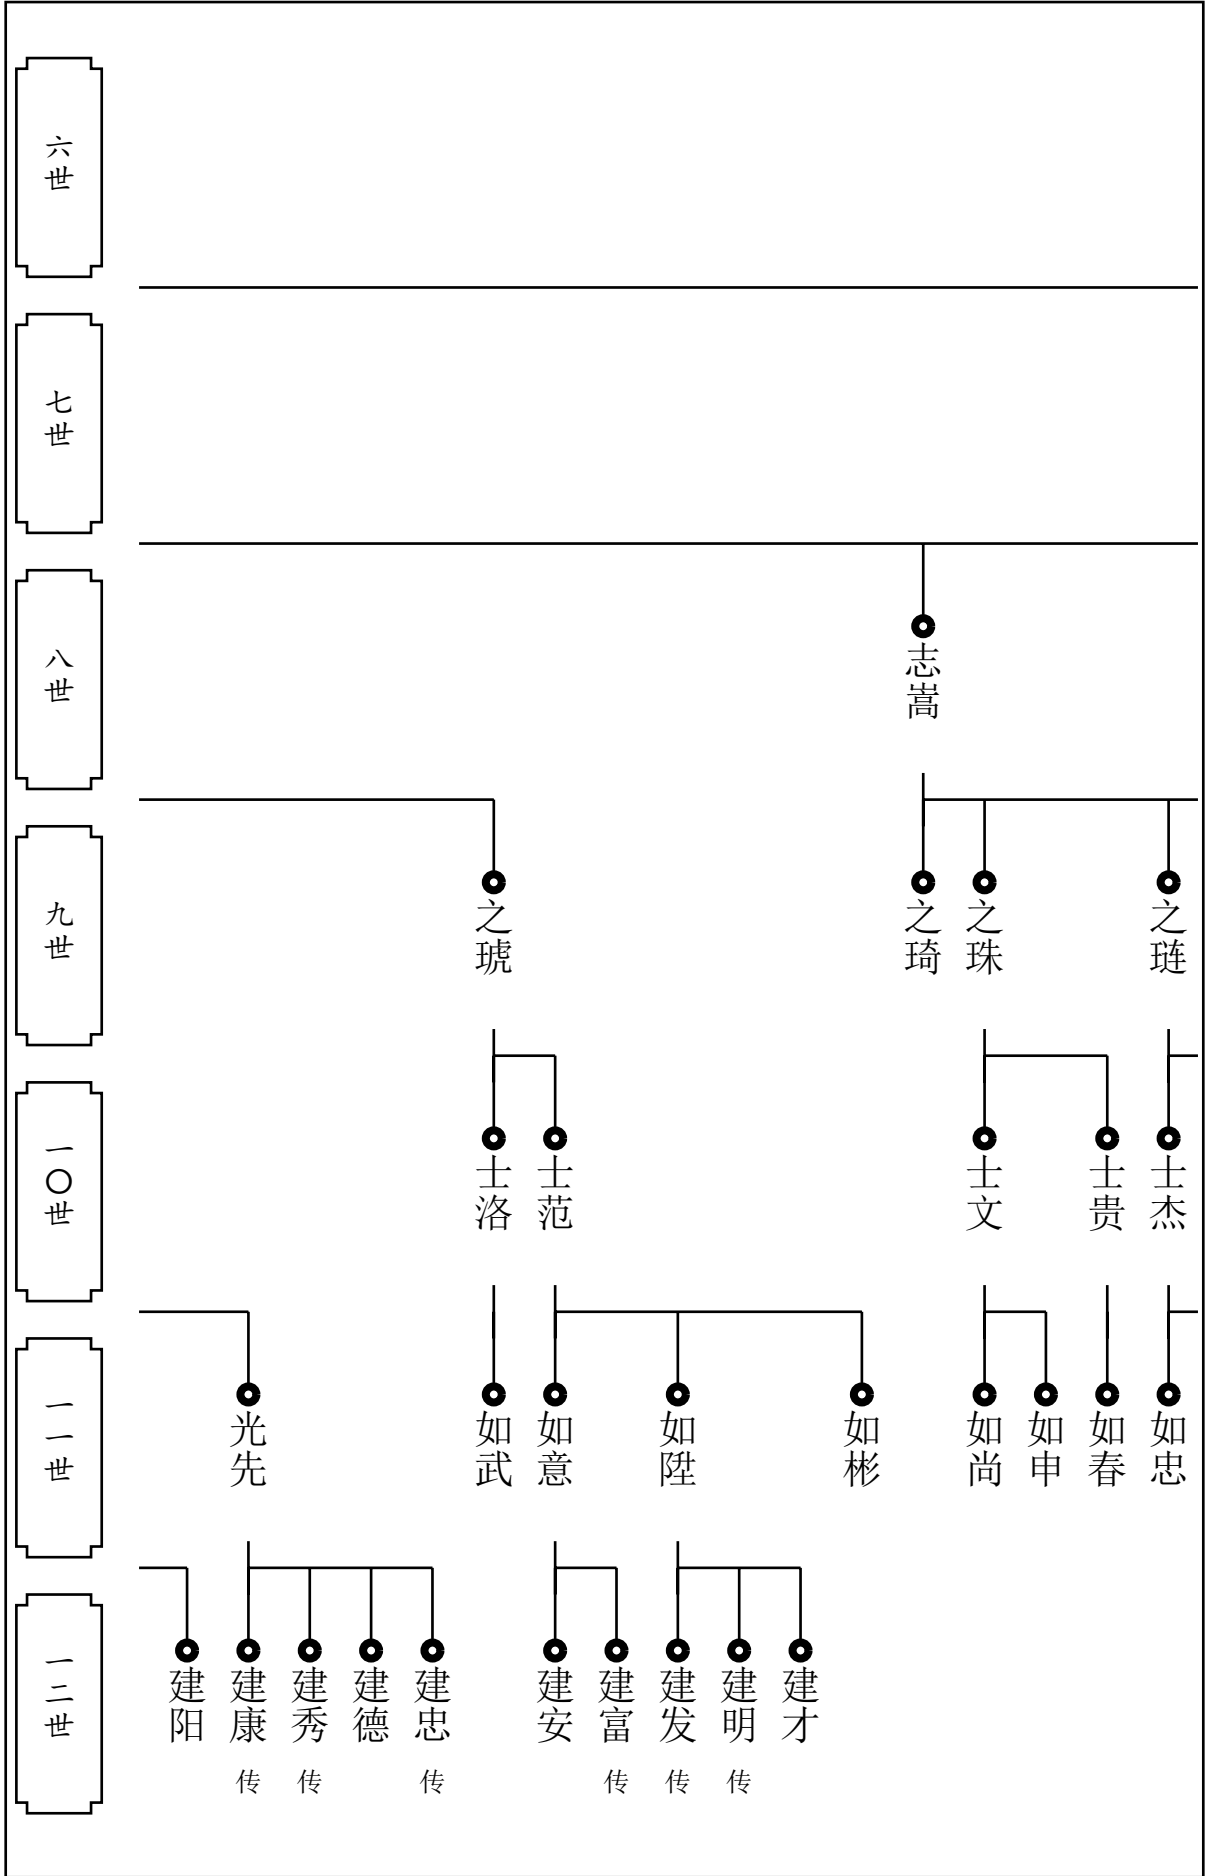 六世
七世
八世
志嵩
九世
之琥
之琦
之珠
之琏
一〇世
士洛
士范
士文
士贵
士杰
一一世
光先
如武
如意
如陞
如彬
如尚
如申
如春
如忠
一二世
建阳
建康
传
建秀
传
建德
建忠
传
建安
建富
传
建发
传
建明
传
建才